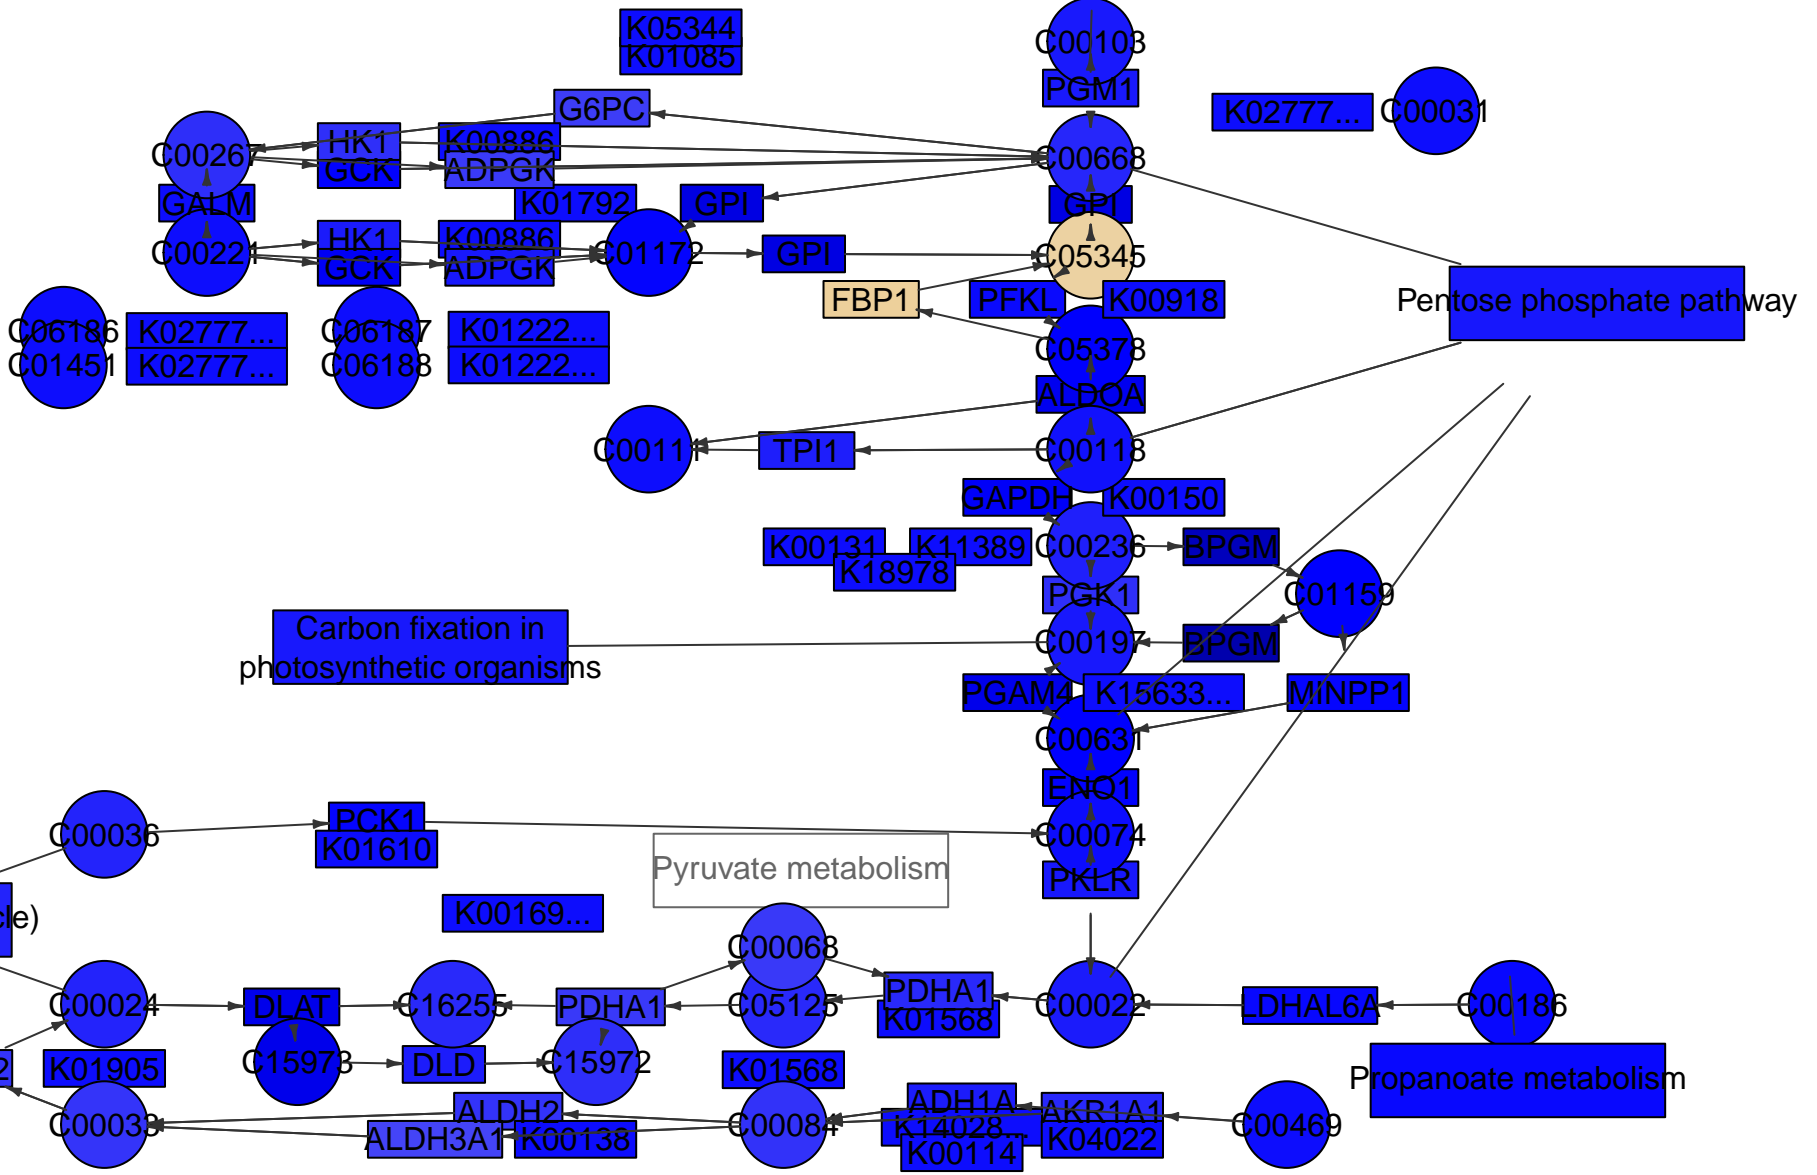 K05344
K01085
C00103
PGM1
K02777...
C00031
G6PC
C00267
HK1
K00886
GCK
ADPGK
C00668
GALM
K01792
GPI
GPI
C00221
HK1
K00886
GCK
ADPGK
C01172
GPI
C05345
FBP1
PFKL
K00918
Pentose phosphate pathway
C06186
K02777...
C06187
K01222...
C01451
K02777...
C06188
K01222...
C05378
ALDOA
C00111
TPI1
C00118
GAPDH
K00150
K00131
K11389
K18978
C00236
BPGM
PGK1
C01159
Carbon fixation in
photosynthetic organisms
C00197
BPGM
PGAM4
K15633...
MINPP1
C00631
ENO1
C00036
PCK1
K01610
C00074
Pyruvate metabolism
PKLR
cle)
K00169...
C00068
C00024
DLAT
C16255
PDHA1
C05125
PDHA1
K01568
C00022
LDHAL6A
C00186
2
K01905
C15973
DLD
C15972
K01568
Propanoate metabolism
C00033
ALDH2
ALDH3A1
K00138
C00084
ADH1A
K14028...
K00114
AKR1A1
K04022
C00469